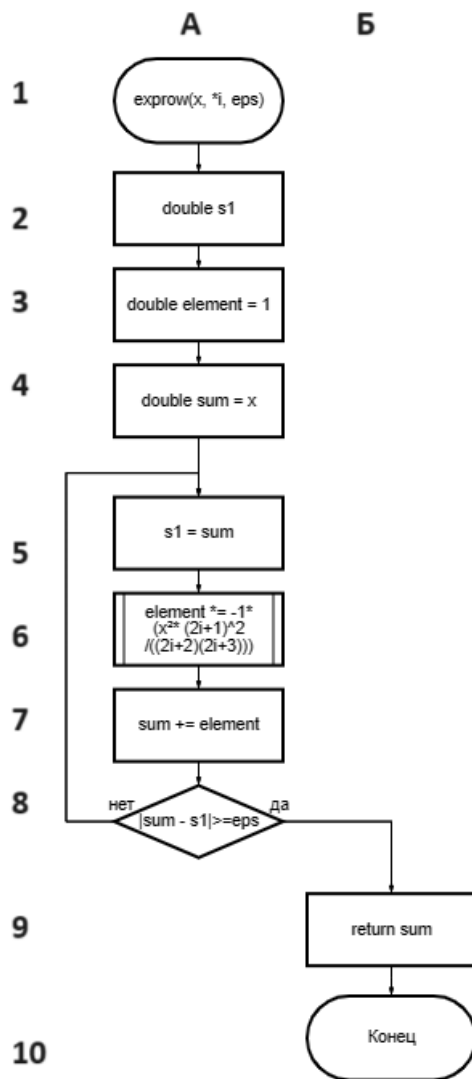 А Б
1
exprow(x, *i, eps)
2
double s1
3
double element = 1
4
double sum = x
5
s1 = sum
6
element *= -1*
(x²* (2i+1)^2
/((2i+2)(2i+3)))
7
sum += element
8
нет
|sum - s1|>=eps
да
9
return sum
10
Конец